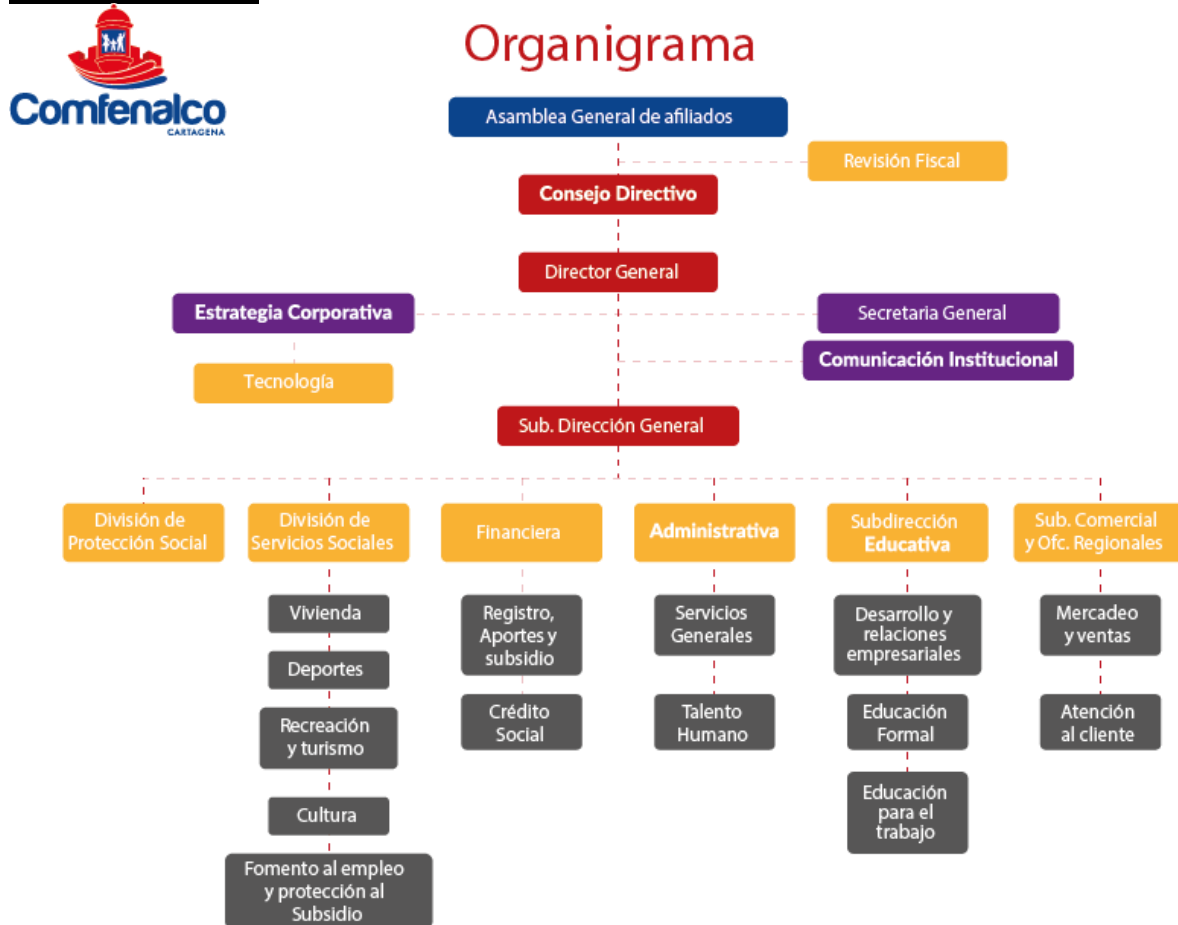 Comfenalco
CARTAGENA
Organigrama
Asamblea General de afiliados
Revisión Fiscal
Consejo Directivo
Director General
Estrategia Corporativa
Secretaria General
Comunicación Institucional
Tecnología
Sub. Dirección General
División de
Protección Social
División de
Servicios Sociales
Financiera
Administrativa
Subdirección
Educativa
Sub. Comercial
y Ofc. Regionales
Vivienda
Deportes
Recreación
y turismo
Cultura
Fomento al empleo
y protección al
Subsidio
Registro,
Aportes y
subsidio
Crédito
Social
Servicios
Generales
Talento
Humano
Desarrollo y
relaciones
empresariales
Educación
Formal
Educación
para el
trabajo
Mercadeo
y ventas
Atención
al cliente